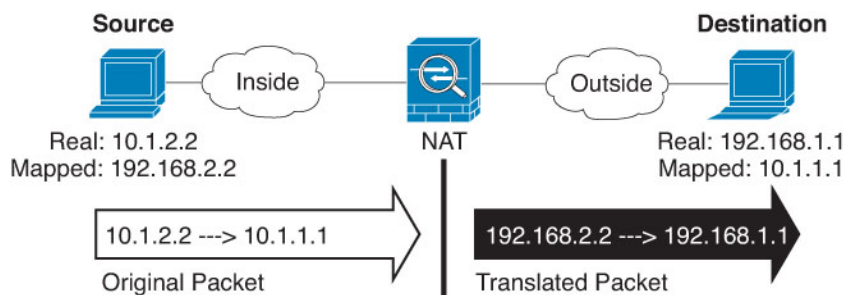 Source
Destination
Inside
Outside
Real: 10.1.2.2
Mapped: 192.168.2.2
NAT
Real: 192.168.1.1
Mapped: 10.1.1.1
10.1.2.2 ---> 10.1.1.1
192.168.2.2 ---> 192.168.1.1
Original Packet
Translated Packet